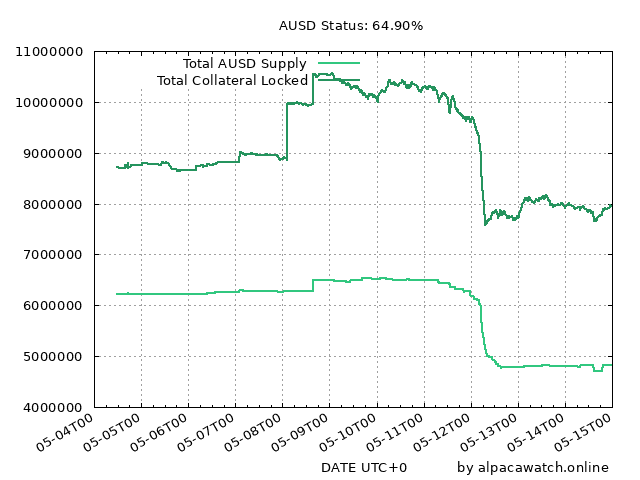 AUSD Status: 64.90%
11000000
Total AUSD Supply
Total Collateral Locked
10000000
9000000
8000000
7000000
6000000
5000000
4000000
05-04T00
05-05T00
05-06T00
05-07T00
05-08T00
05-09T00
05-10T00
05-11T00
05-12T00
05-13T00
05-14T00
05-15T00
DATE UTC+0
by alpacawatch.online